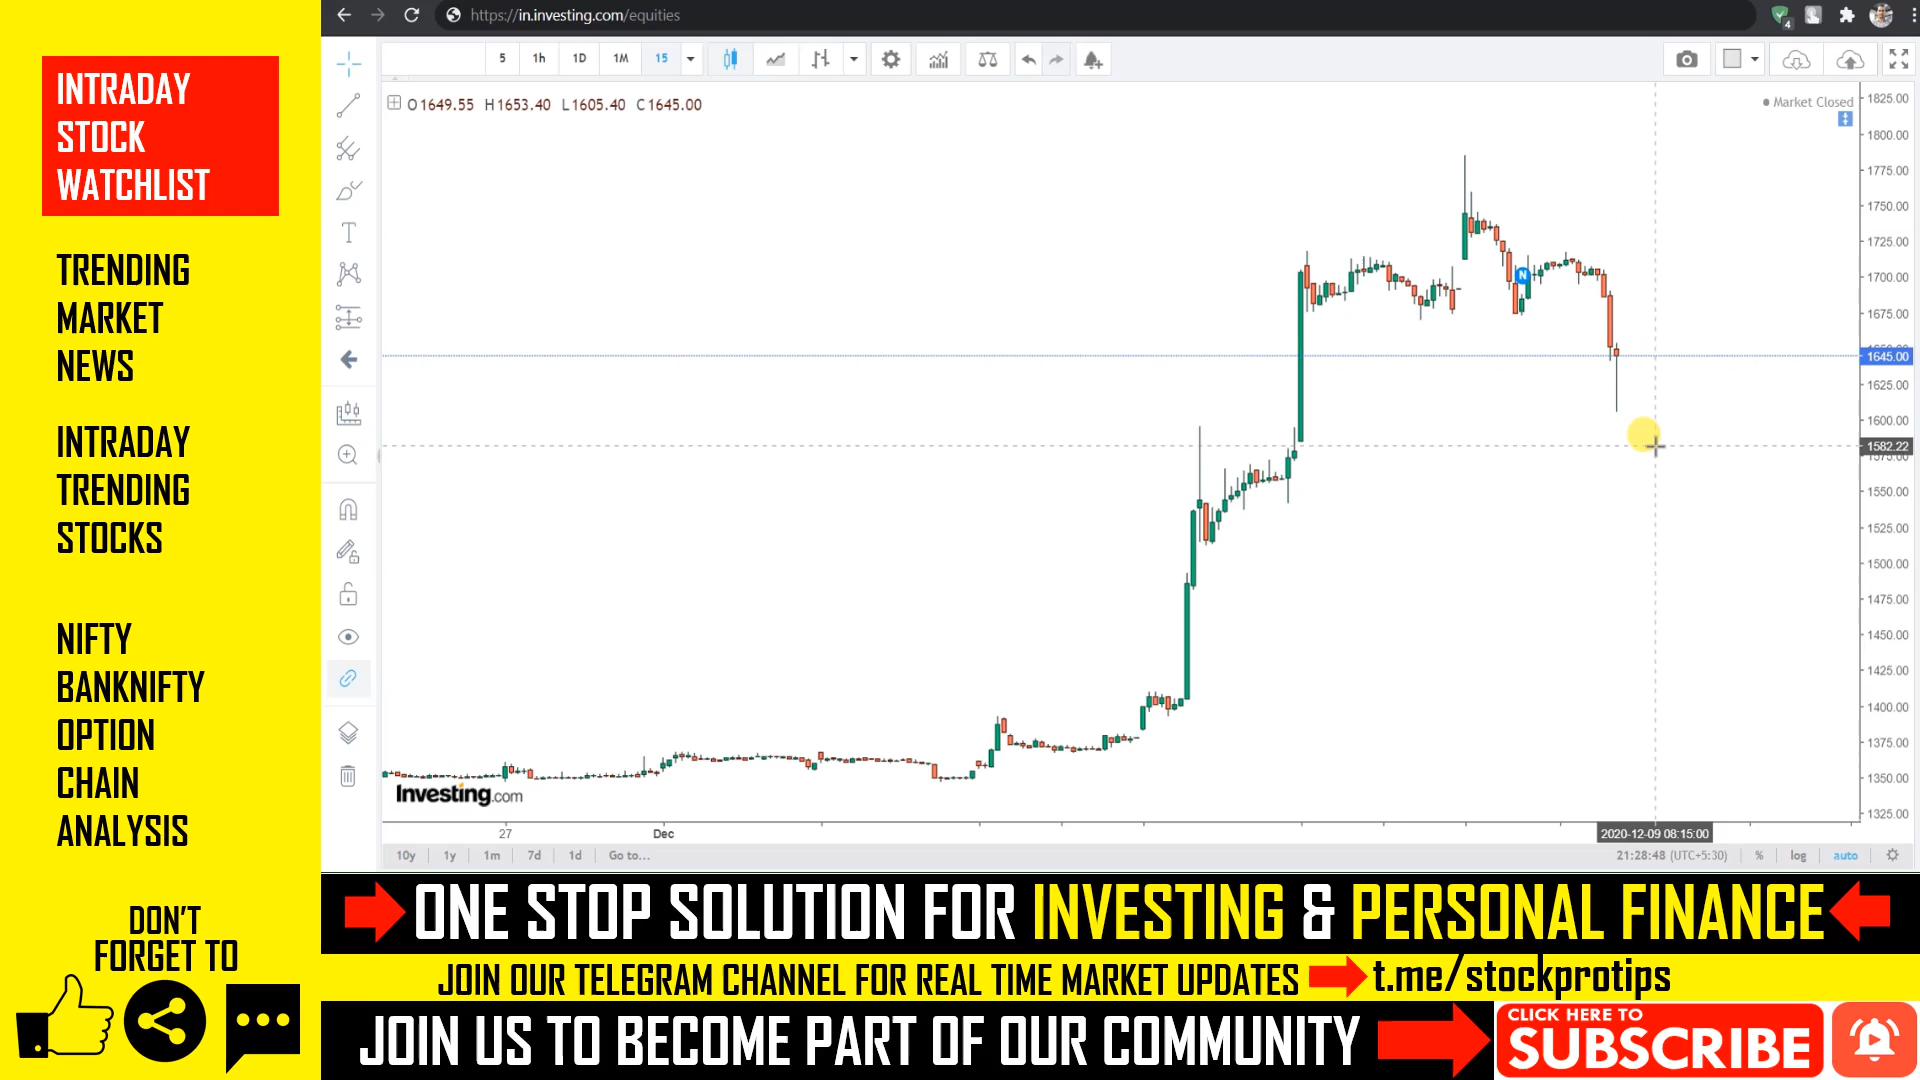 https://in.investing.com/equities
4
INTRADAY
STOCK
WATCHLIST
TRENDING
MARKET
NEWS
INTRADAY
TRENDING
STOCKS
NIFTY
BANKNIFTY
OPTION
CHAIN
ANALYSIS
DON'T
FORGET TO
5 1h 1D 1M 15
O1649.55 H1653.40 L1605.40 C1645.00
Market Closed
N
1825.00
1800.00
1775.00
1750.00
1725.00
1700.00
1675.00
1645.00
1625.00
1600.00
1582.22
1550.00
1525.00
1500.00
1475.00
1450.00
1425.00
1400.00
1375.00
1350.00
1325.00
Investing.com
27 Dec 2020-12-09 08:15:00
10y 1y 1m 7d 1d Go to... 21:28:48 (UTC+5:30) % log auto
ONE STOP SOLUTION FOR INVESTING & PERSONAL FINANCE
JOIN OUR TELEGRAM CHANNEL FOR REAL TIME MARKET UPDATES t.me/stockprotips
JOIN US TO BECOME PART OF OUR COMMUNITY
CLICK HERE TO
SUBSCRIBE